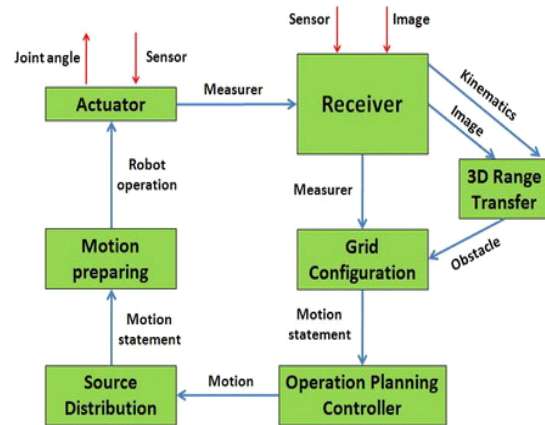 Sensor
Image
Joint angle
Sensor
Actuator
Measurer
Receiver
Kinematics
Image
Robot
operation
Measurer
3D Range
Transfer
Motion
preparing
Grid
Configuration
Obstacle
Motion
statement
Motion
statement
Source
Distribution
Motion
Operation Planning
Controller